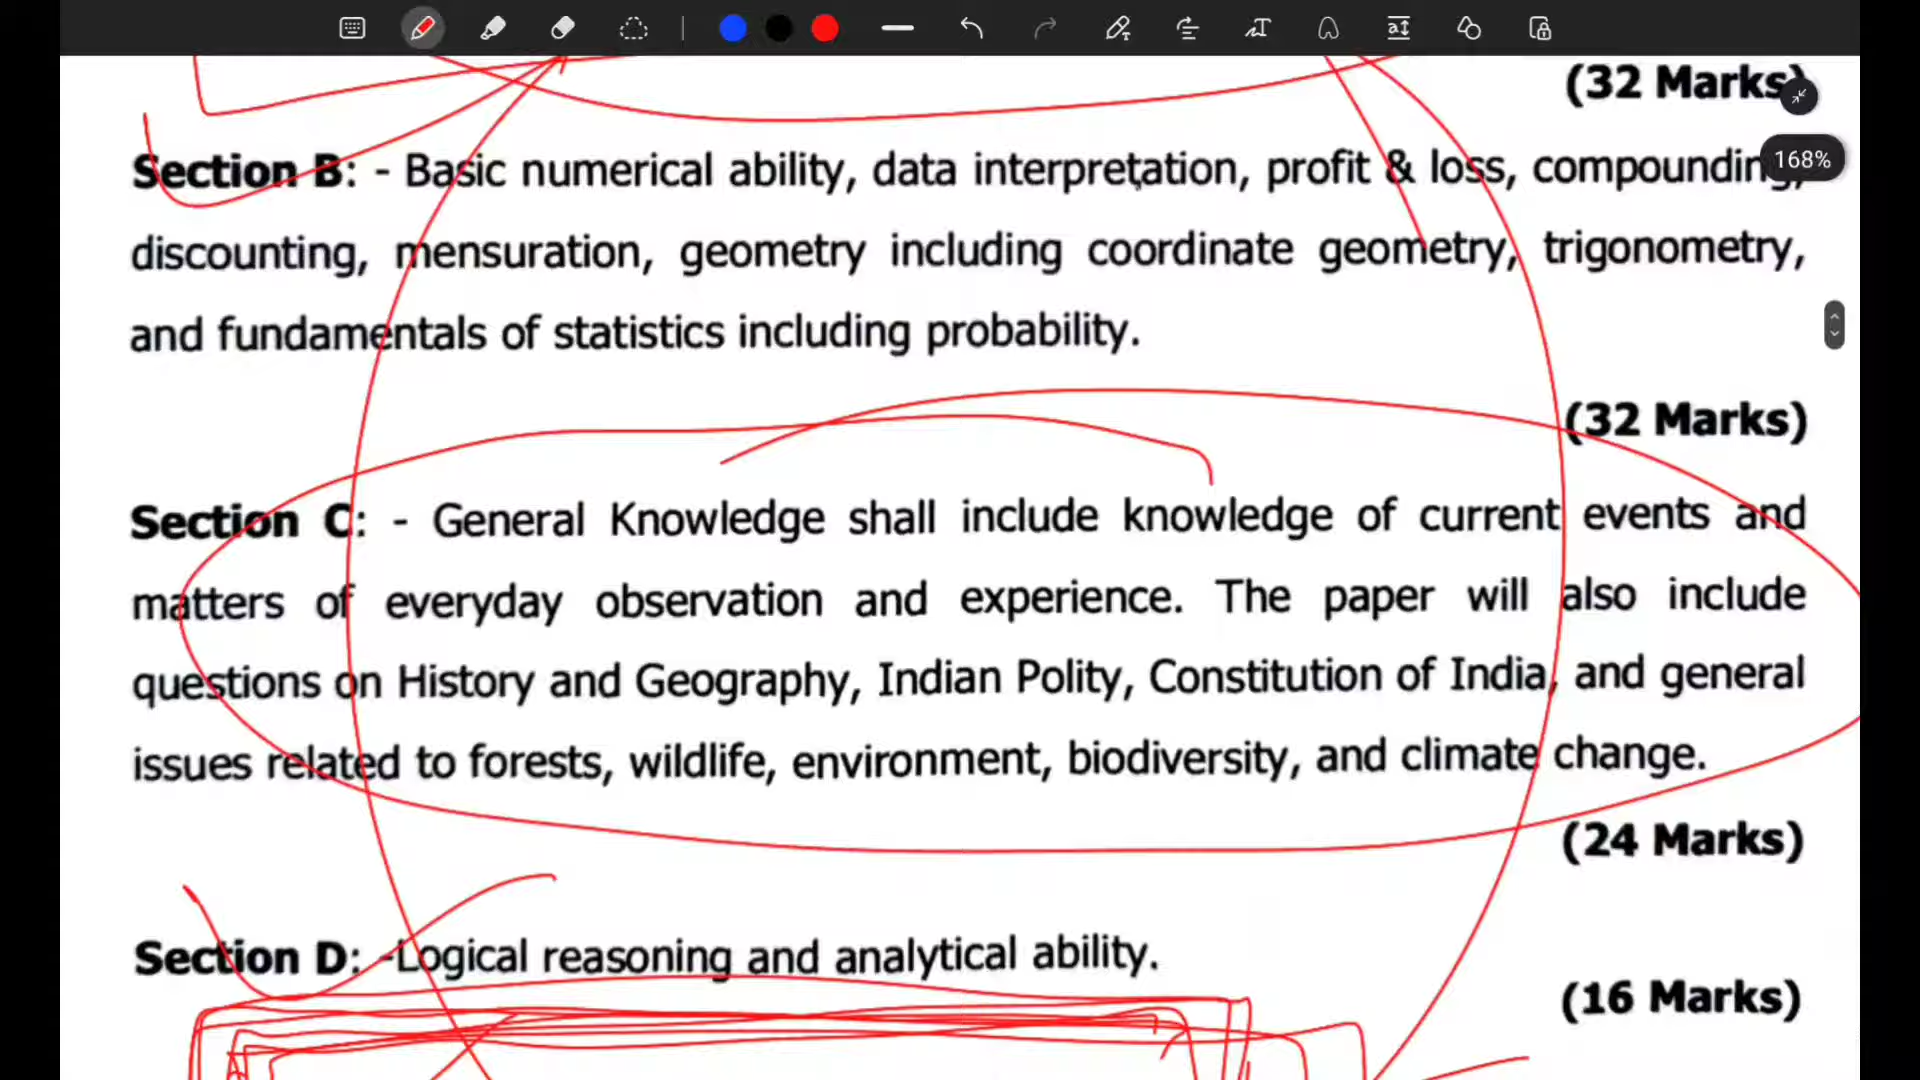 (32 Marks)
168%
Section B: - Basic numerical ability, data interpretation, profit & loss, compounding,
discounting, mensuration, geometry including coordinate geometry, trigonometry,
and fundamentals of statistics including probability.
(32 Marks)
Section C: - General Knowledge shall include knowledge of current events and
matters of everyday observation and experience. The paper will also include
questions on History and Geography, Indian Polity, Constitution of India, and general
issues related to forests, wildlife, environment, biodiversity, and climate change.
(24 Marks)
Section D: -Logical reasoning and analytical ability.
(16 Marks)